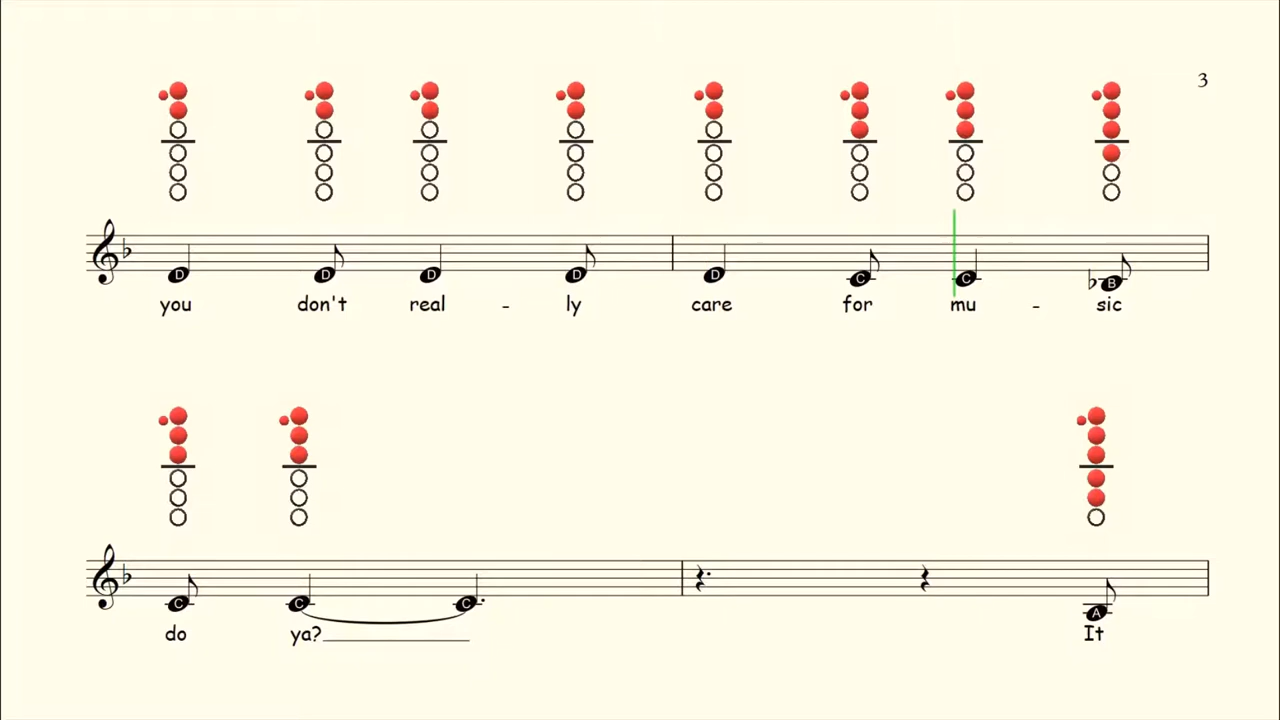 3
D D D D D C C B
you don't real - ly care for mu - sic
C C C A
do ya? It